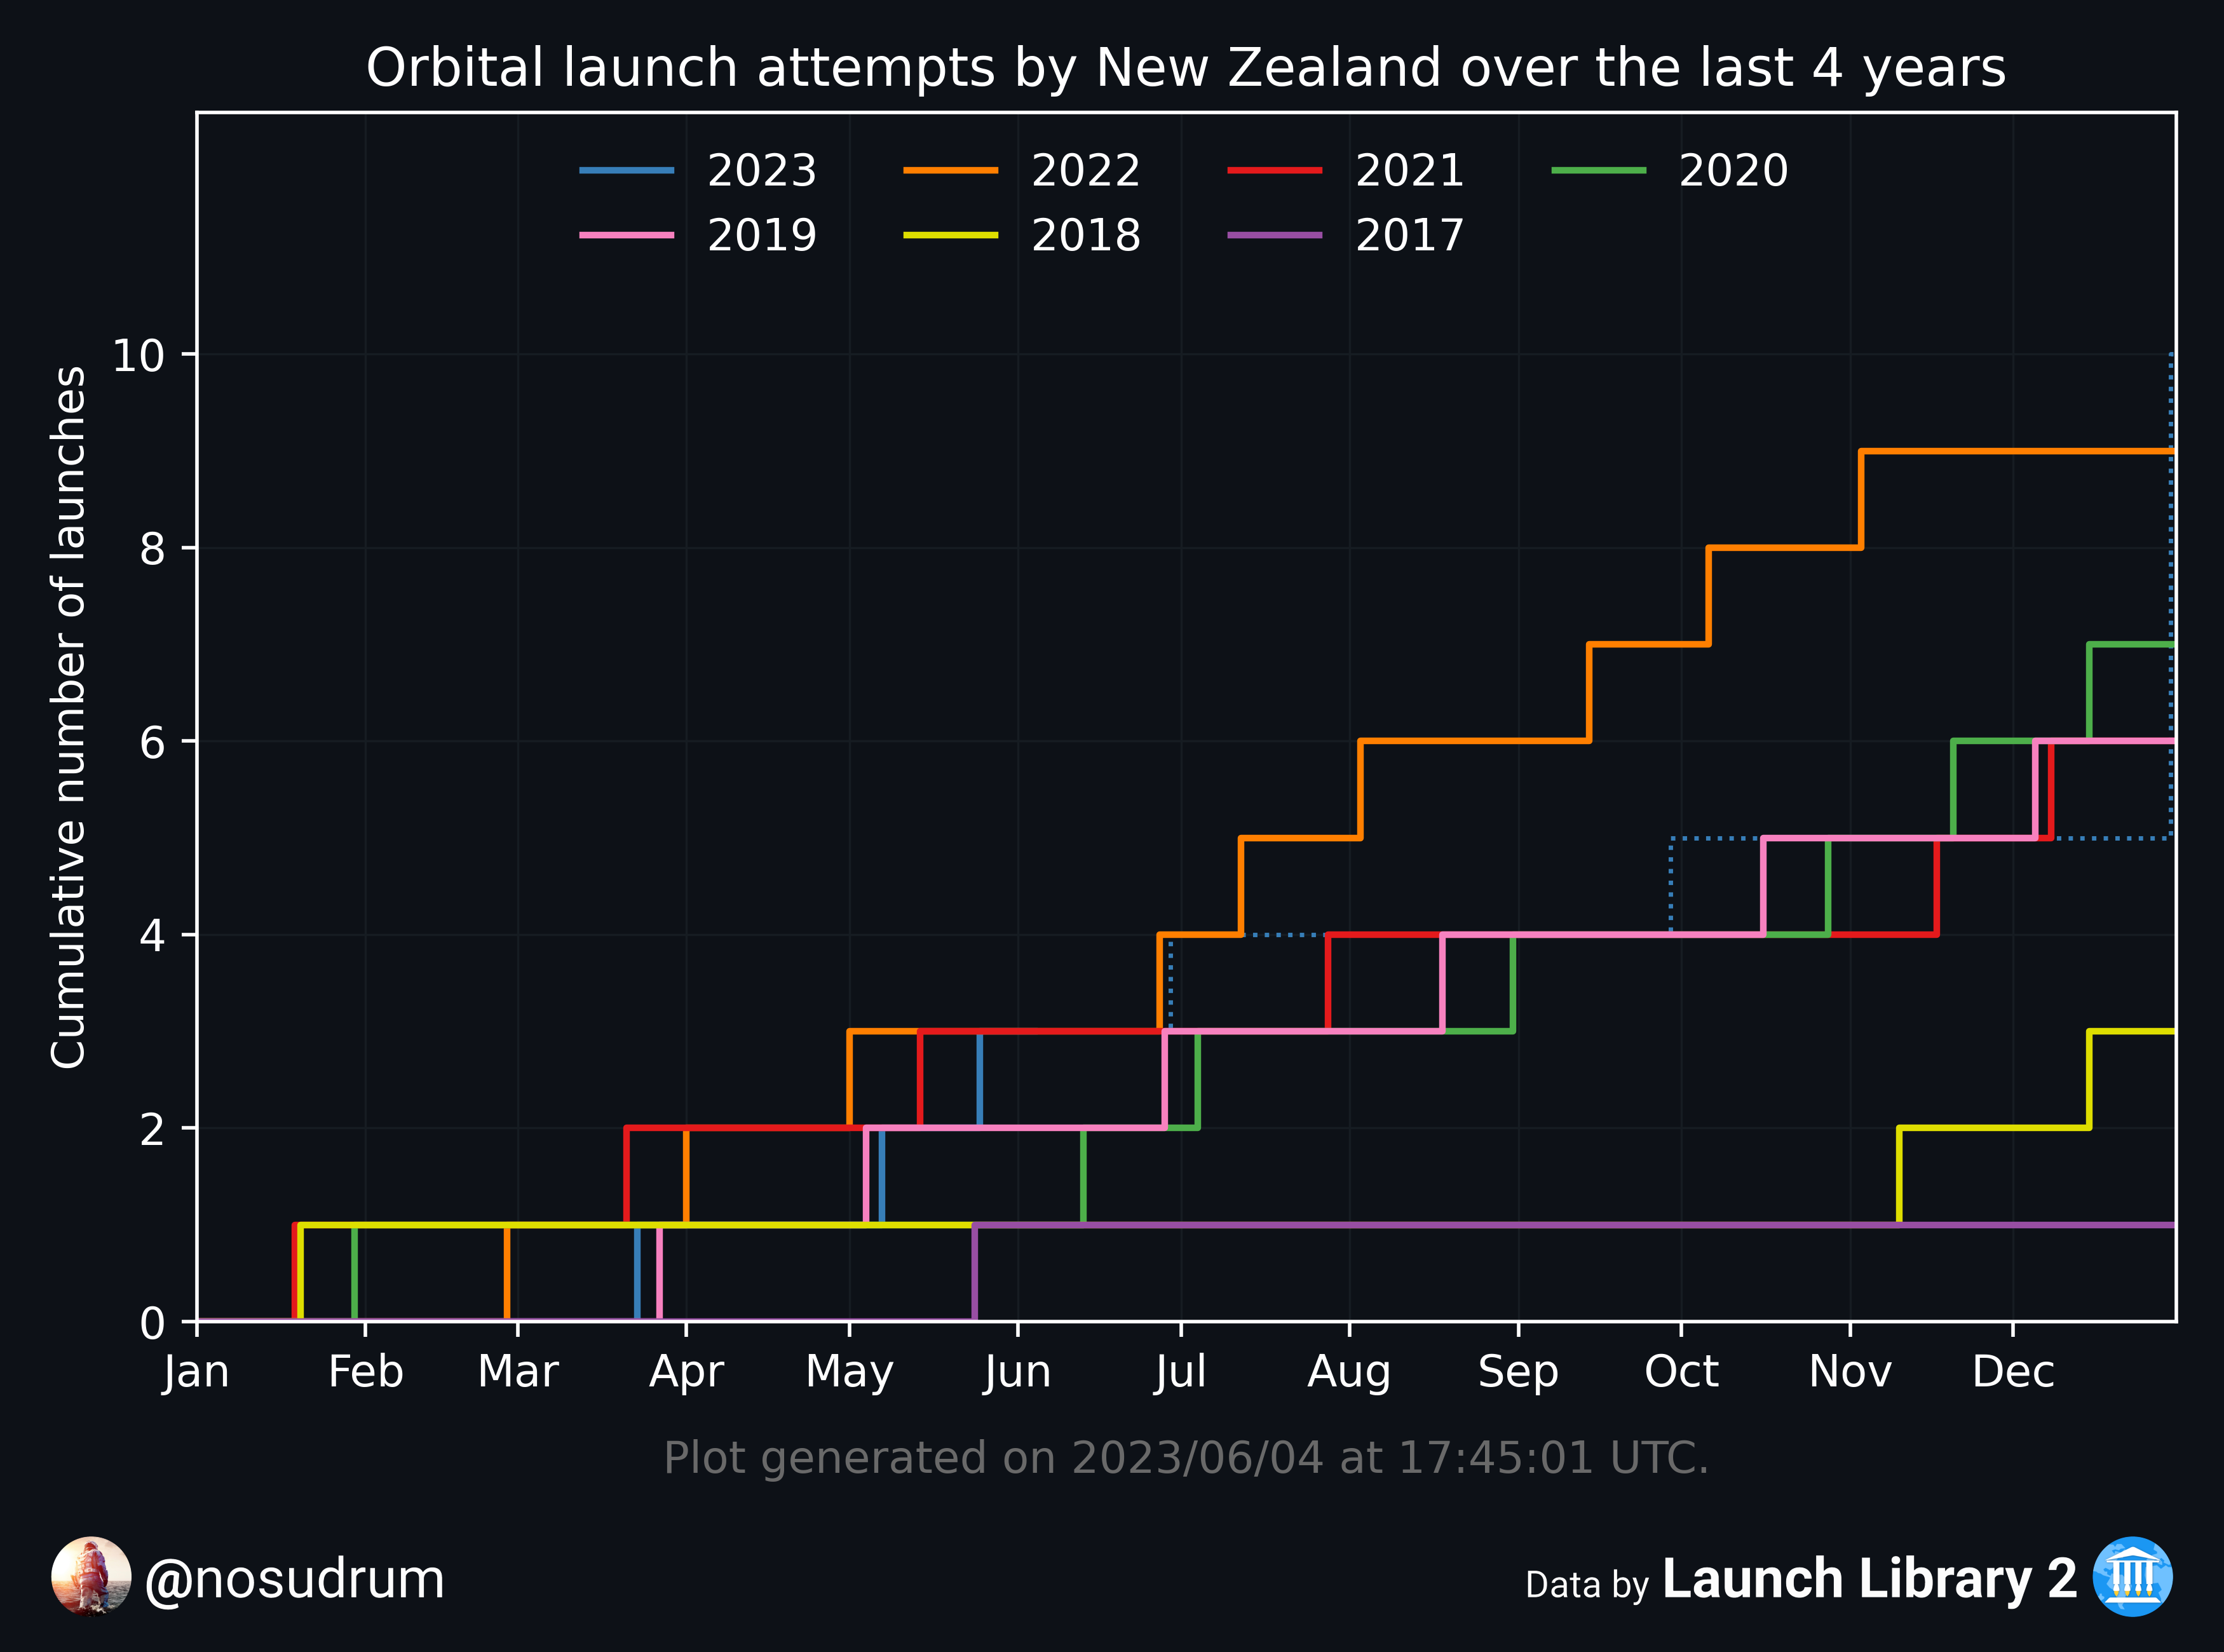 Orbital launch attempts by New Zealand over the last 4 years
2023 2022 2021 2020
2019 2018 2017
Cumulative number of launches
10
8
6
4
2
0
Jan Feb Mar Apr May Jun Jul Aug Sep Oct Nov Dec
Plot generated on 2023/06/04 at 17:45:01 UTC.
@nosudrum
Data by Launch Library 2